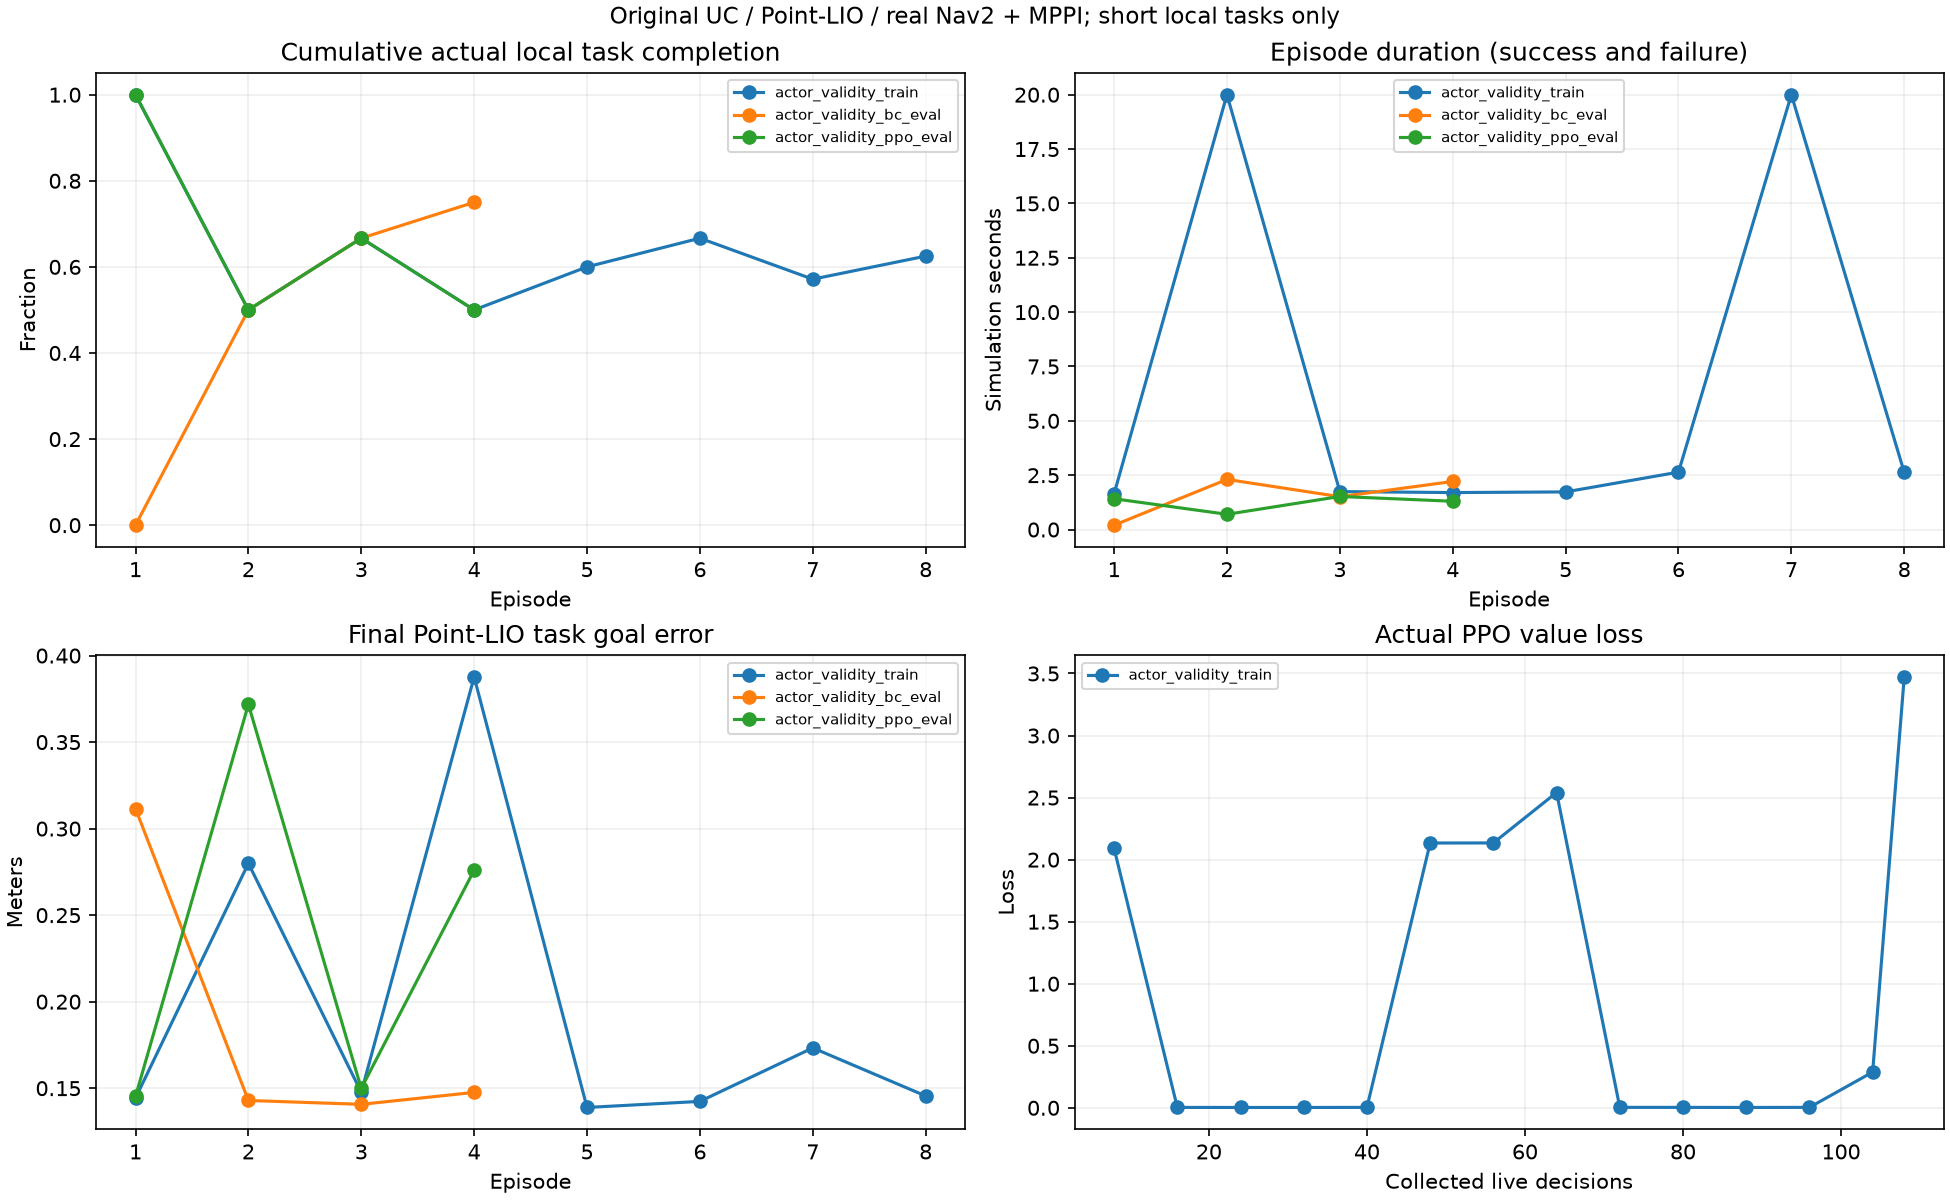 Original UC / Point-LIO / real Nav2 + MPPI; short local tasks only
Cumulative actual local task completion
Fraction
1.0
0.8
0.6
0.4
0.2
0.0
actor_validity_train
actor_validity_bc_eval
actor_validity_ppo_eval
1 2 3 4 5 6 7 8
Episode
Episode duration (success and failure)
Simulation seconds
20.0
17.5
15.0
12.5
10.0
7.5
5.0
2.5
0.0
actor_validity_train
actor_validity_bc_eval
actor_validity_ppo_eval
1 2 3 4 5 6 7 8
Episode
Final Point-LIO task goal error
Meters
0.40
0.35
0.30
0.25
0.20
0.15
actor_validity_train
actor_validity_bc_eval
actor_validity_ppo_eval
1 2 3 4 5 6 7 8
Episode
Actual PPO value loss
Loss
3.5
3.0
2.5
2.0
1.5
1.0
0.5
0.0
actor_validity_train
20 40 60 80 100
Collected live decisions